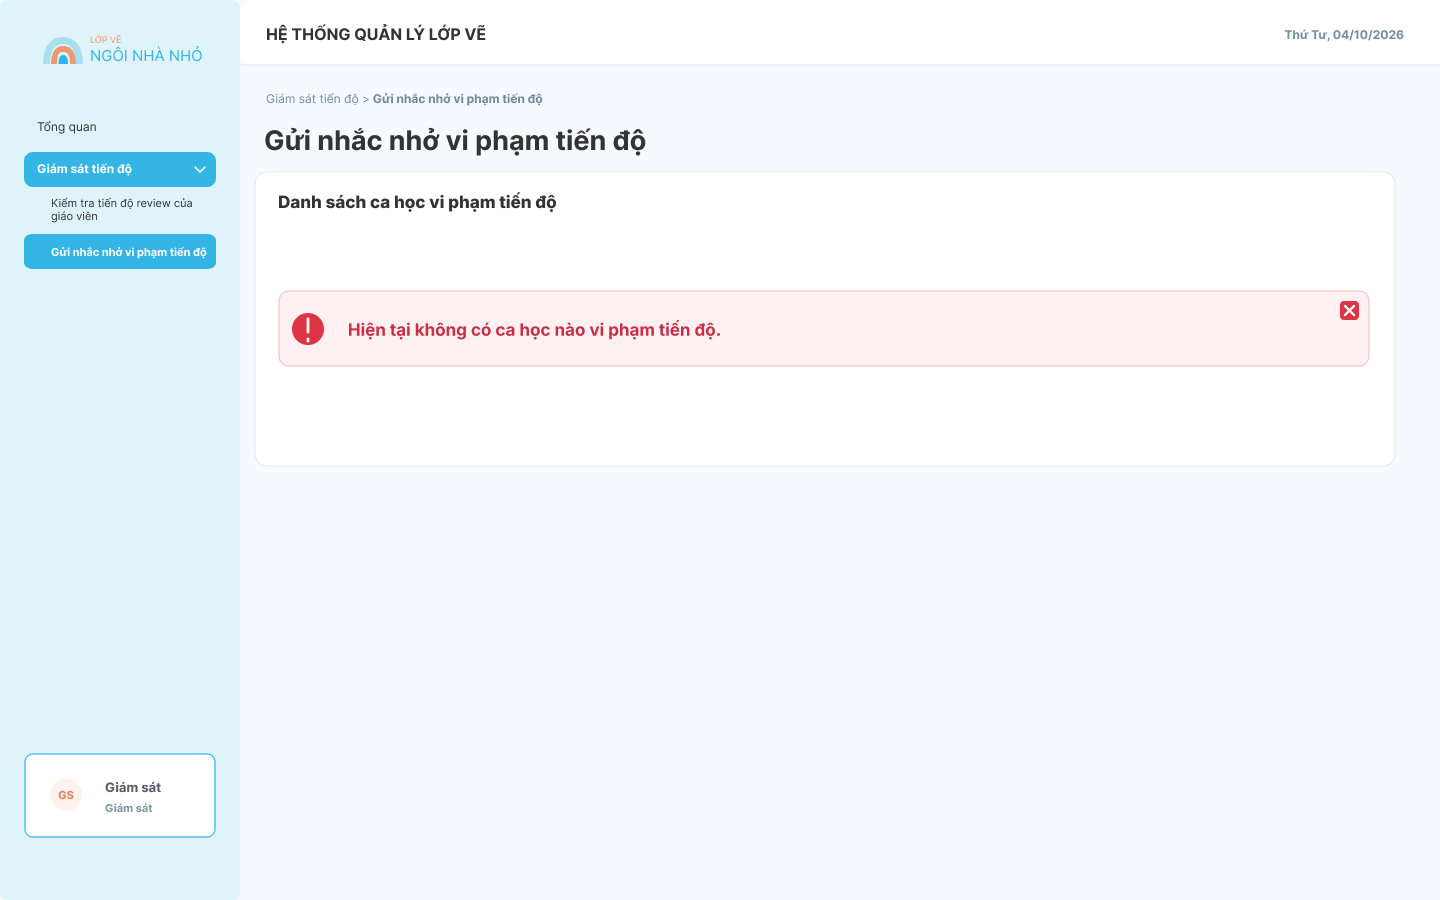 LỚP VẼ
NGÔI NHÀ NHỎ
HỆ THỐNG QUẢN LÝ LỚP VẼ
Thứ Tư, 04/10/2026
Tổng quan
Giám sát tiến độ
Kiểm tra tiến độ review của
giáo viên
Gửi nhắc nhở vi phạm tiến độ
Giám sát tiến độ > Gửi nhắc nhở vi phạm tiến độ
Gửi nhắc nhở vi phạm tiến độ
Danh sách ca học vi phạm tiến độ
Hiện tại không có ca học nào vi phạm tiến độ.
GS
Giám sát
Giám sát